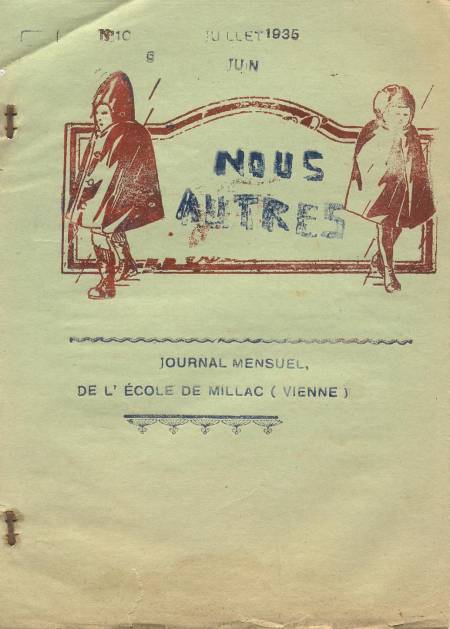 N°10 JUILLET 1935
9 JUIN
NOUS
AUTRES
JOURNAL MENSUEL,
DE L' ÉCOLE DE MILLAC ( VIENNE )